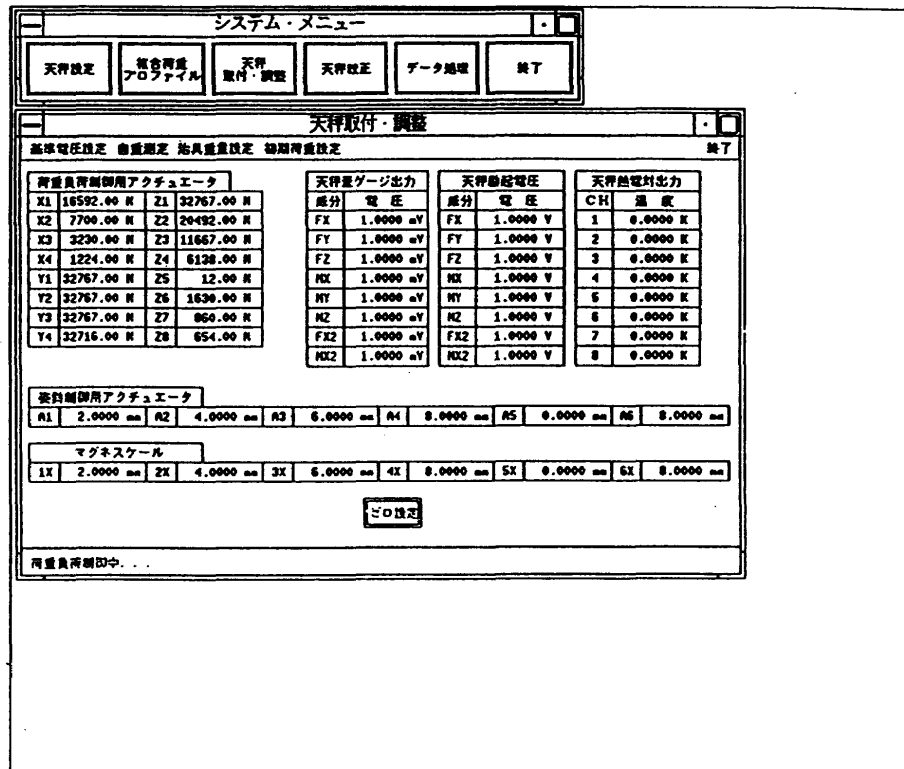 システム・メニュー
天秤設定 複合荷重プロファイル 天秤取付・調整 天秤校正 データ処理 終了
天秤取付・調整
基準電圧設定 自重測定 治具重量設定 初期荷重設定 終了
荷重負荷制御用アクチュエータ 天秤歪ゲージ出力 天秤励起電圧 天秤熱電対出力
成分 電圧 成分 電圧 CH 温度
X1 16592.00 N Z1 32767.00 N FX 1.0000 mV FX 1.0000 V 1 0.0000 K
X2 7700.00 N Z2 20492.00 N FY 1.0000 mV FY 1.0000 V 2 0.0000 K
X3 3230.00 N Z3 11667.00 N FZ 1.0000 mV FZ 1.0000 V 3 0.0000 K
X4 1224.00 N Z4 6138.00 N MX 1.0000 mV MX 1.0000 V 4 0.0000 K
Y1 32767.00 N Z5 12.00 N MY 1.0000 mV MY 1.0000 V 5 0.0000 K
Y2 32767.00 N Z6 1630.00 N MZ 1.0000 mV MZ 1.0000 V 6 0.0000 K
Y3 32767.00 N Z7 860.00 N FX2 1.0000 mV FX2 1.0000 V 7 0.0000 K
Y4 32716.00 N Z8 654.00 N MX2 1.0000 mV MX2 1.0000 V 8 0.0000 K
姿勢制御用アクチュエータ
A1 2.0000 mm A2 4.0000 mm A3 6.0000 mm A4 8.0000 mm A5 0.0000 mm A6 8.0000 mm
マグネスケール
1X 2.0000 mm 2X 4.0000 mm 3X 6.0000 mm 4X 8.0000 mm 5X 0.0000 mm 6X 8.0000 mm
ゼロ設定
荷重負荷制御中...